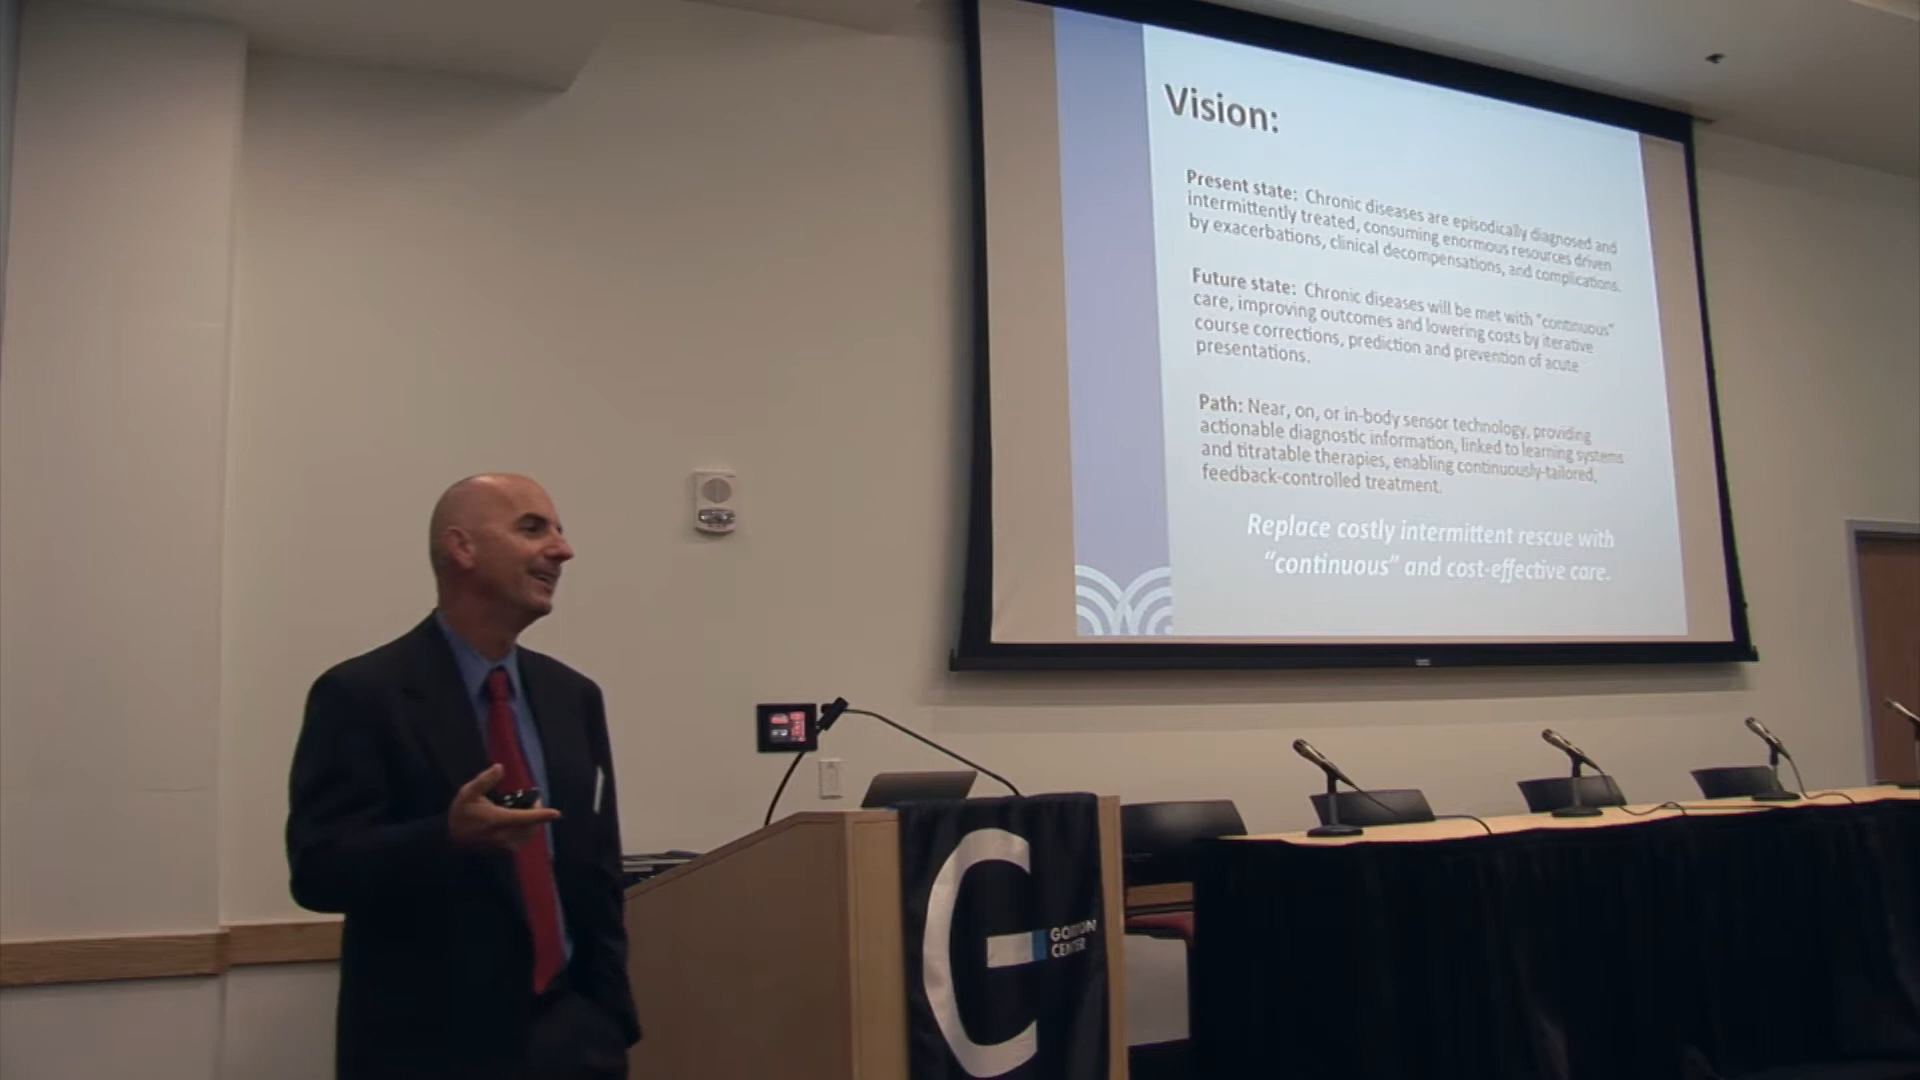 Vision:
Present state: Chronic diseases are episodically diagnosed and
intermittently treated, consuming enormous resources driven
by exacerbations, clinical decompensations, and complications.
Future state: Chronic diseases will be met with "continuous"
care, improving outcomes and lowering costs by iterative
course corrections, prediction and prevention of acute
presentations.
Path: Near, on, or in-body sensor technology, providing
actionable diagnostic information, linked to learning systems
and titratable therapies, enabling continuously-tailored,
feedback-controlled treatment.
Replace costly intermittent rescue with
"continuous" and cost-effective care.
GORDON
CENTER